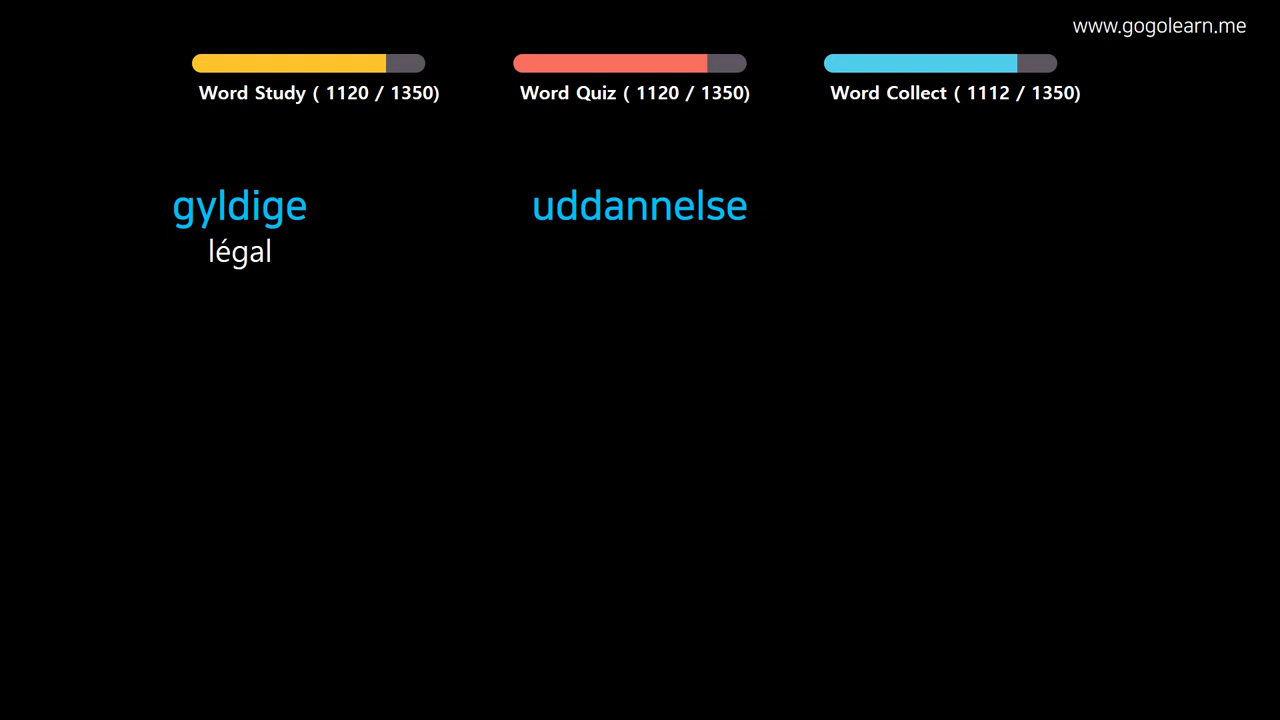 www.gogolearn.me
Word Study ( 1120 / 1350)
Word Quiz ( 1120 / 1350)
Word Collect ( 1112 / 1350)
gyldige
légal
uddannelse